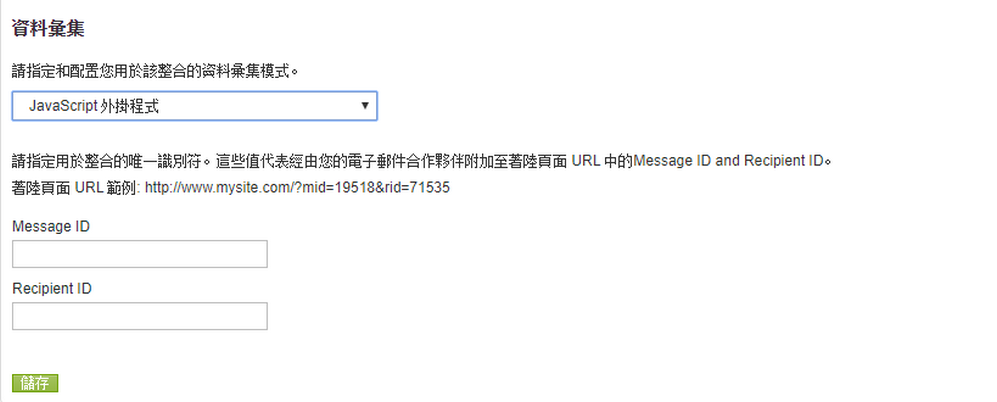 資料彙集
請指定和配置您用於該整合的資料彙集模式。
JavaScript 外掛程式
請指定用於整合的唯一識別符。這些值代表經由您的電子郵件合作夥伴附加至著陸頁面 URL 中的Message ID and Recipient ID。
著陸頁面 URL 範例: http://www.mysite.com/?mid=19518&rid=71535
Message ID
Recipient ID
儲存